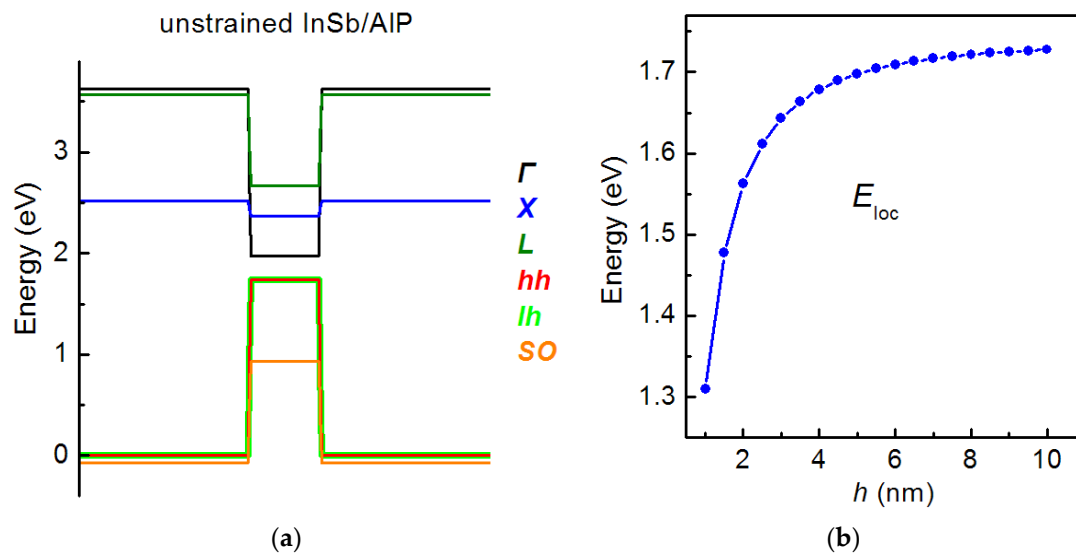 unstrained InSb/AlP
Energy (eV)
3
2
1
0
Γ
X
L
hh
lh
SO
(a)
Energy (eV)
1.7
1.6
1.5
1.4
1.3
E_loc
2 4 6 8 10
h (nm)
(b)